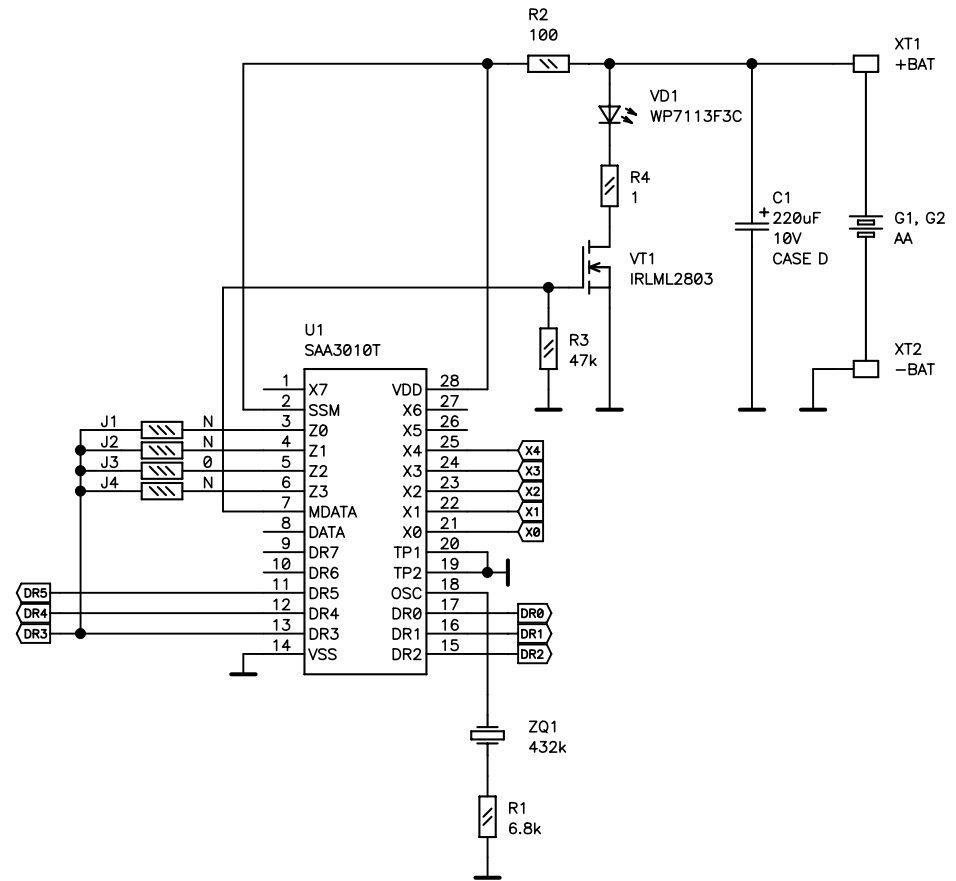 R2
100
XT1
+BAT
VD1
WP7113F3C
R4
1
C1
+ 220uF
10V
CASE D
G1, G2
AA
VT1
IRLML2803
R3
47k
XT2
-BAT
U1
SAA3010T
1 X7 VDD 28
2 SSM X6 27
J1 N 3 Z0 X5 26
J2 N 4 Z1 X4 25 X4
J3 0 5 Z2 X3 24 X3
J4 N 6 Z3 X2 23 X2
7 MDATA X1 22 X1
8 DATA X0 21 X0
9 DR7 TP1 20
10 DR6 TP2 19
DR5 11 DR5 OSC 18
DR4 12 DR4 DR0 17 DR0
DR3 13 DR3 DR1 16 DR1
14 VSS DR2 15 DR2
ZQ1
432k
R1
6.8k